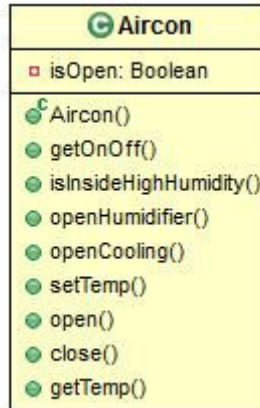 C Aircon
isOpen: Boolean
C Aircon()
getOnOff()
isInsideHighHumidity()
openHumidifier()
openCooling()
setTemp()
open()
close()
getTemp()